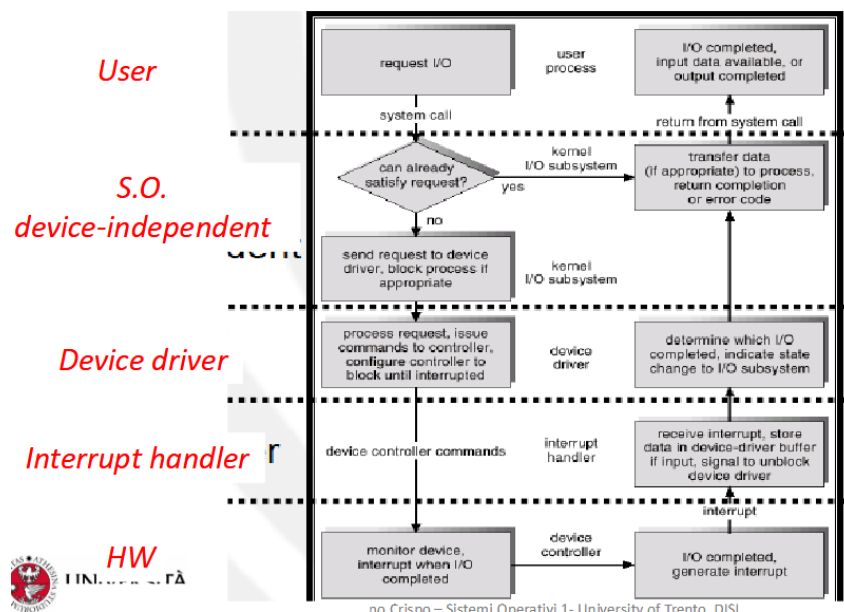 User
request I/O
user
process
I/O completed,
input data available, or
output completed
system call
return from system call
S.O.
device-independent
can already
satisfy request?
yes
no
kernel
I/O subsystem
transfer data
(if appropriate) to process,
return completion
or error code
send request to device
driver, block process if
appropriate
kernel
I/O subsystem
Device driver
process request, issue
commands to controller,
configure controller to
block until interrupted
device
driver
determine which I/O
completed, indicate state
change to I/O subsystem
Interrupt handler
r
device controller commands
interrupt
handler
receive interrupt, store
data in device-driver buffer
if input, signal to unblock
device driver
interrupt
HW
monitor device,
interrupt when I/O
completed
device
controller
I/O completed,
generate interrupt
no Crispo – Sistemi Operativi 1- University of Trento, DISI